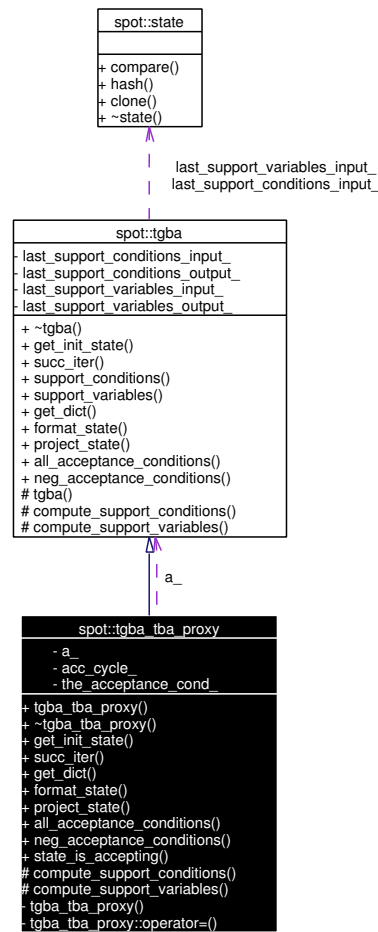 spot::state
+ compare()
+ hash()
+ clone()
+ ~state()
last_support_variables_input_
last_support_conditions_input_
spot::tgba
- last_support_conditions_input_
- last_support_conditions_output_
- last_support_variables_input_
- last_support_variables_output_
+ ~tgba()
+ get_init_state()
+ succ_iter()
+ support_conditions()
+ support_variables()
+ get_dict()
+ format_state()
+ project_state()
+ all_acceptance_conditions()
+ neg_acceptance_conditions()
# tgba()
# compute_support_conditions()
# compute_support_variables()
a_
spot::tgba_tba_proxy
- a_
- acc_cycle_
- the_acceptance_cond_
+ tgba_tba_proxy()
+ ~tgba_tba_proxy()
+ get_init_state()
+ succ_iter()
+ get_dict()
+ format_state()
+ project_state()
+ all_acceptance_conditions()
+ neg_acceptance_conditions()
+ state_is_accepting()
# compute_support_conditions()
# compute_support_variables()
- tgba_tba_proxy()
- tgba_tba_proxy::operator=()